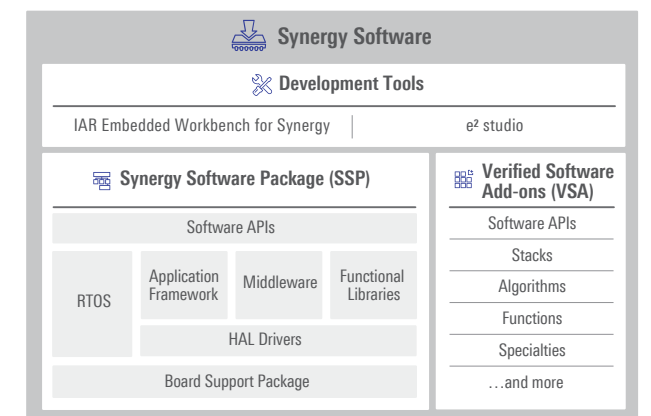 Synergy Software
Development Tools
IAR Embedded Workbench for Synergy
e² studio
Synergy Software Package (SSP)
Software APIs
RTOS
Application
Framework
Middleware
Functional
Libraries
HAL Drivers
Board Support Package
Verified Software
Add-ons (VSA)
Software APIs
Stacks
Algorithms
Functions
Specialties
…and more